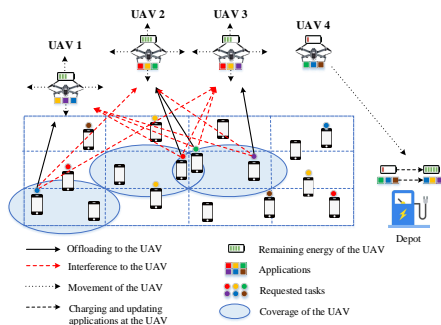 UAV 2
UAV 3
UAV 4
UAV 1
Depot
Offloading to the UAV
Interference to the UAV
Movement of the UAV
Charging and updating
applications at the UAV
Remaining energy of the UAV
Applications
Requested tasks
Coverage of the UAV